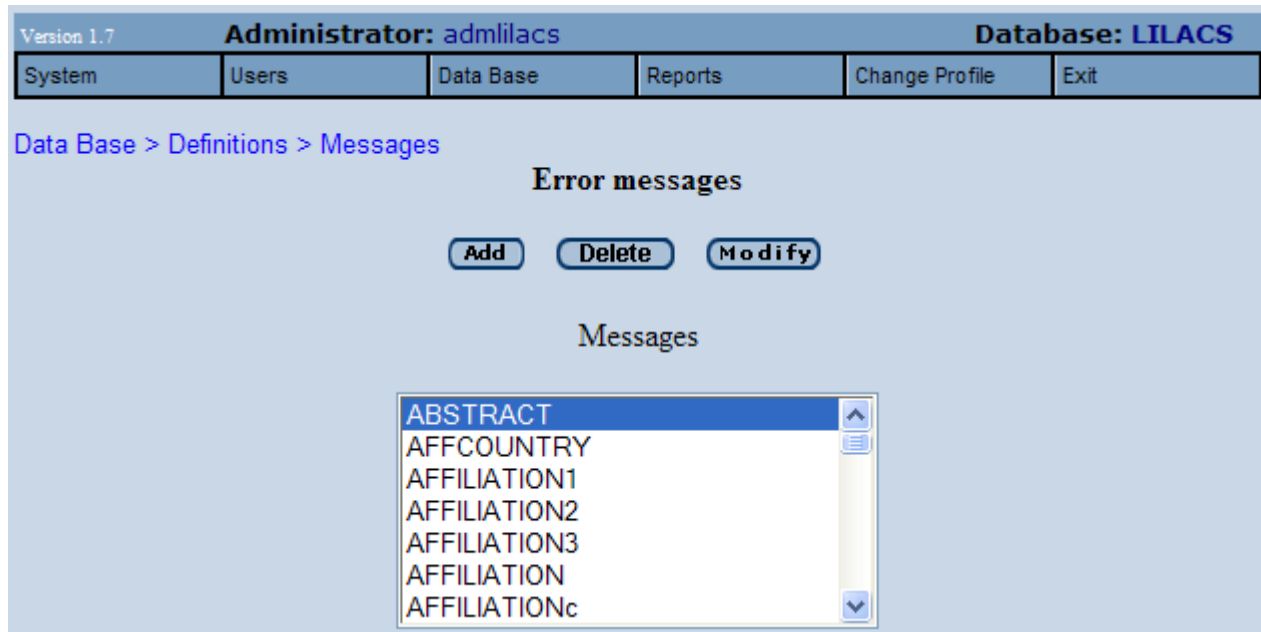 Version 1.7 Administrator: admlilacs Database: LILACS
System Users Data Base Reports Change Profile Exit
Data Base > Definitions > Messages
Error messages
Add Delete Modify
Messages
ABSTRACT
AFFCOUNTRY
AFFILIATION1
AFFILIATION2
AFFILIATION3
AFFILIATION
AFFILIATIONc